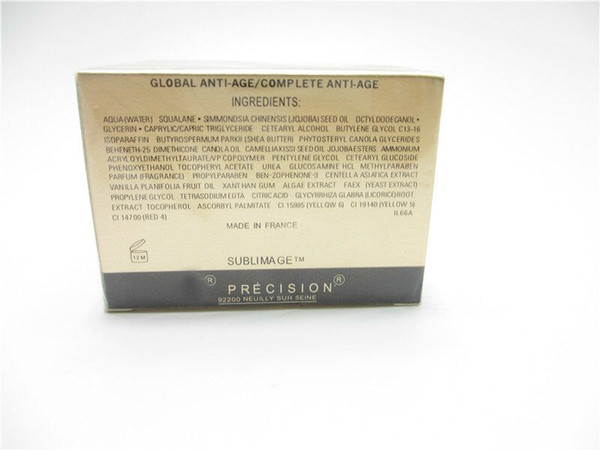 GLOBAL ANTI-AGE/COMPLETE ANTI-AGE
INGREDIENTS:
AQUA (WATER) SQUALANE • SIMMONDSIA CHINENSIS (JOJOBA) SEED OIL OCTYLDODECANOL •
GLYCERIN • CAPRYLIC/CAPRIC TRIGLYCERIDE CETEARYL ALCOHOL BUTYLENE GLYCOL C13-16
ISOPARAFFIN BUTYROSPERMUM PARKII (SHEA BUTTER) PHYTOSTERYL CANOLA GLYCERIDES
BEHENETH-25 DIMETHICONE CANOLA OIL CAMELLIA KISSI SEED OIL JOJOBA ESTERS AMMONIUM
ACRYLOYLDIMETHYLTAURATE/VP COPOLYMER PENTYLENE GLYCOL CETEARYL GLUCOSIDE
PHENOXYETHANOL TOCOPHERYL ACETATE UREA GLUCOSAMINE HCL METHYLPARABEN
PARFUM (FRAGRANCE) PROPYLPARABEN BEN-ZOPHENONE-3 CENTELLA ASIATICA EXTRACT
VANILLA PLANIFOLIA FRUIT OIL XANTHAN GUM ALGAE EXTRACT FAEX (YEAST EXTRACT)
PROPYLENE GLYCOL TETRASODIUM EDTA CITRIC ACID GLYCYRRHIZA GLABRA (LICORICE) ROOT
EXTRACT TOCOPHEROL ASCORBYL PALMITATE CI 15985 (YELLOW 6) CI 19140 (YELLOW 5)
CI 14700 (RED 4) IL66A
MADE IN FRANCE
12 M
SUBLIMAGE™
® PRÉCISION ®
92200 NEUILLY SUR SEINE